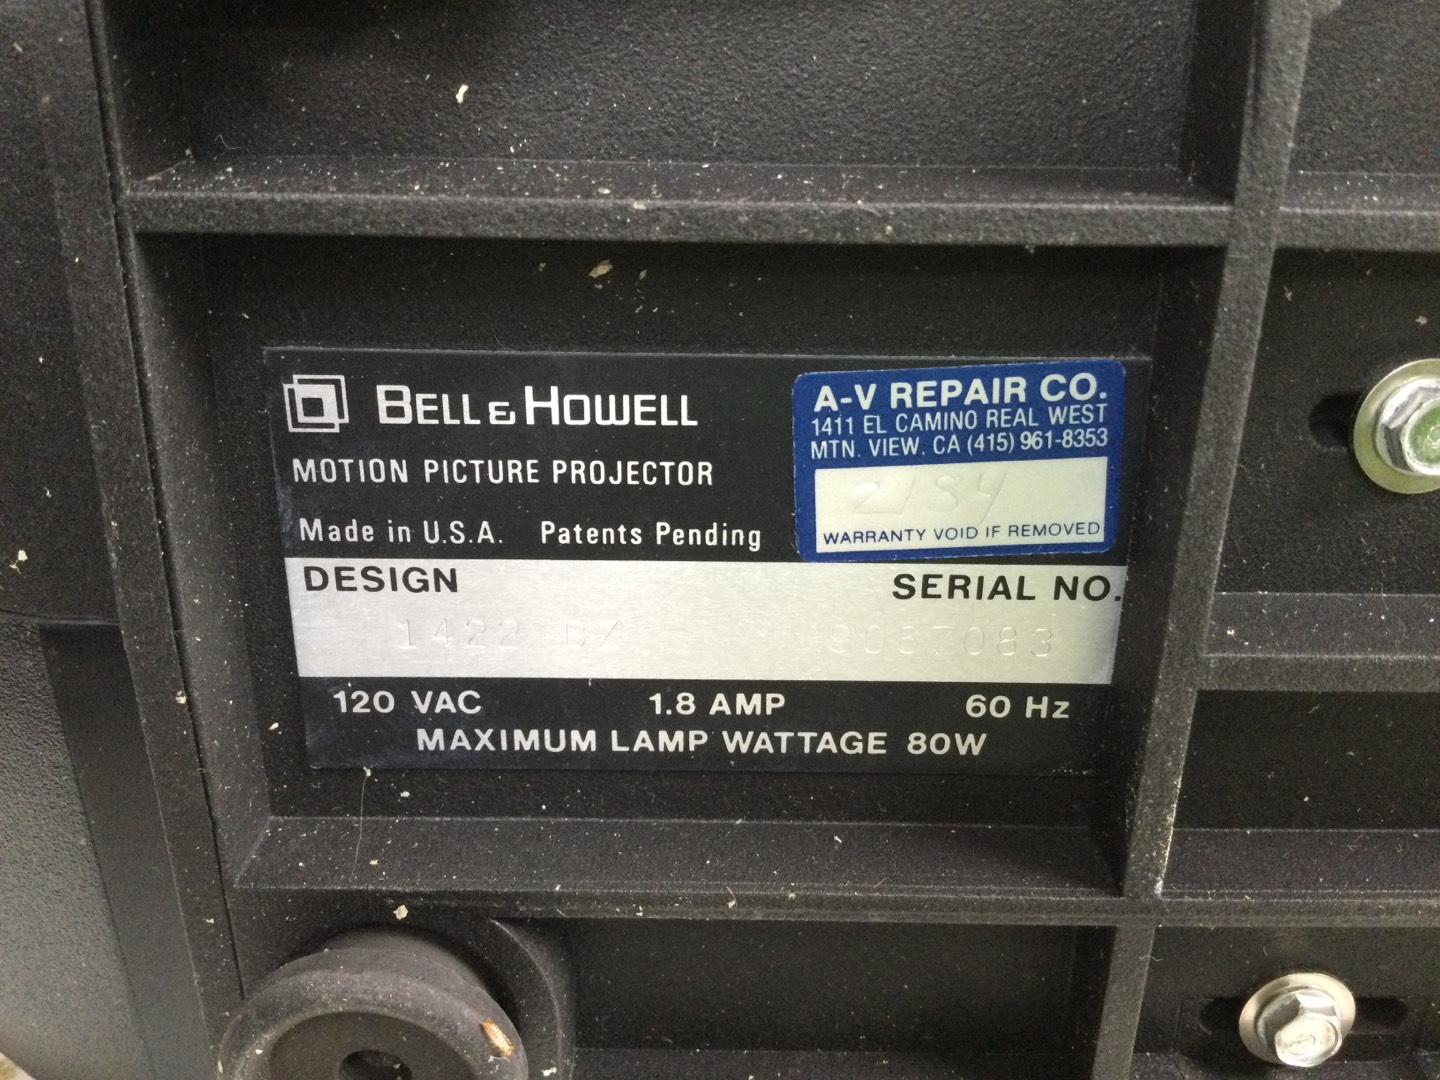 BELL & HOWELL
MOTION PICTURE PROJECTOR
Made in U.S.A. Patents Pending
A-V REPAIR CO.
1411 EL CAMINO REAL WEST
MTN. VIEW. CA (415) 961-8353
WARRANTY VOID IF REMOVED
DESIGN SERIAL NO.
1422 9067083
120 VAC 1.8 AMP 60 Hz
MAXIMUM LAMP WATTAGE 80W